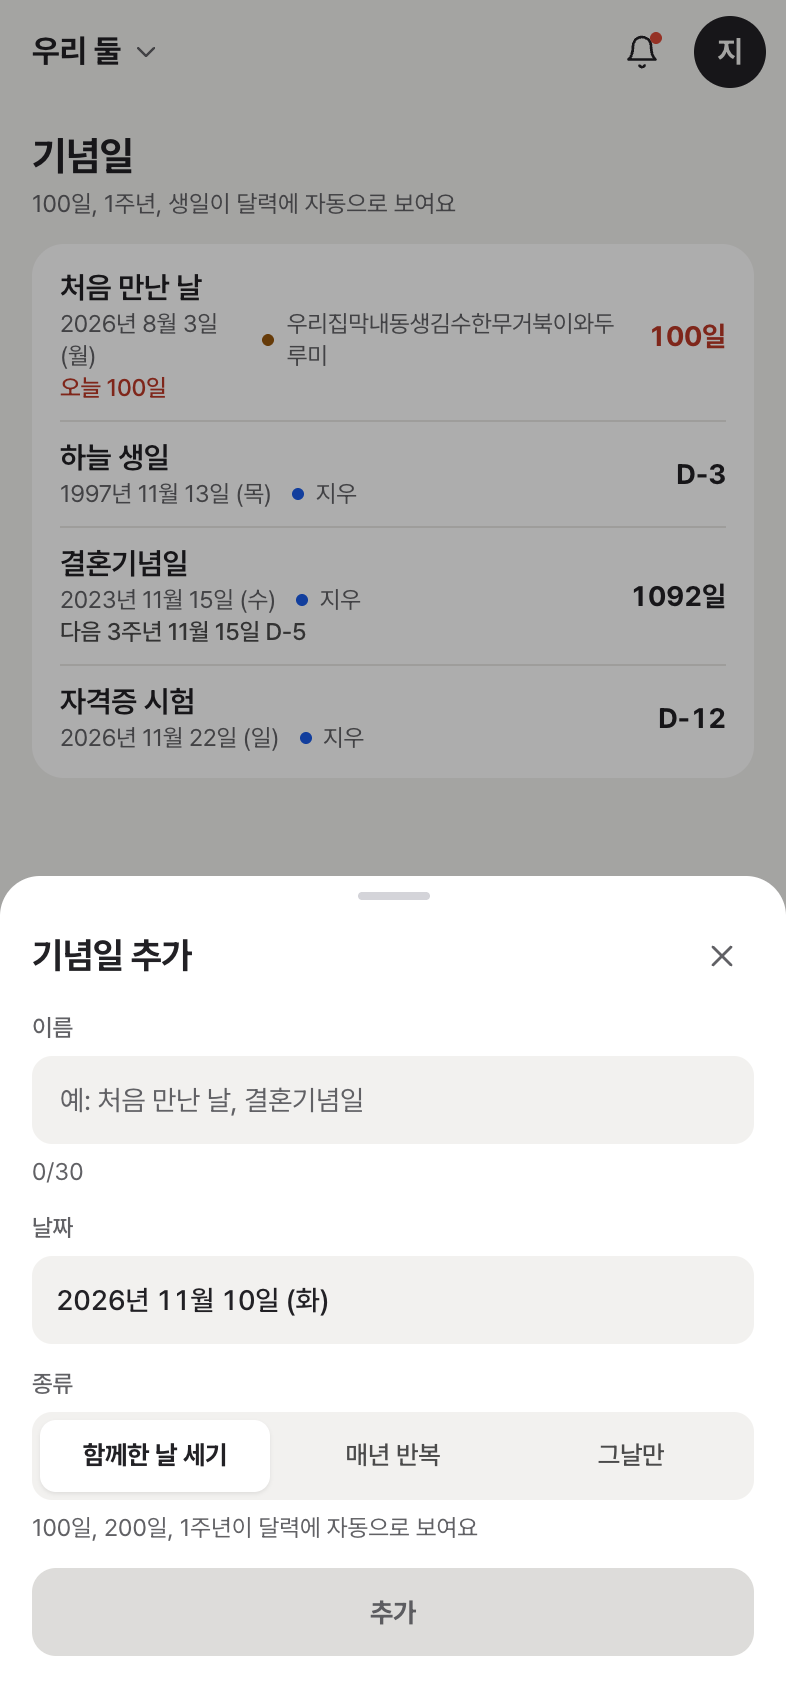 우리 둘
지
기념일
100일, 1주년, 생일이 달력에 자동으로 보여요
처음 만난 날
2026년 8월 3일
(월)
우리집막내동생김수한무거북이와두
루미
100일
오늘 100일
하늘 생일
1997년 11월 13일 (목) 지우
D-3
결혼기념일
2023년 11월 15일 (수) 지우
1092일
다음 3주년 11월 15일 D-5
자격증 시험
2026년 11월 22일 (일) 지우
D-12
기념일 추가
이름
예: 처음 만난 날, 결혼기념일
0/30
날짜
2026년 11월 10일 (화)
종류
함께한 날 세기 매년 반복 그날만
100일, 200일, 1주년이 달력에 자동으로 보여요
추가